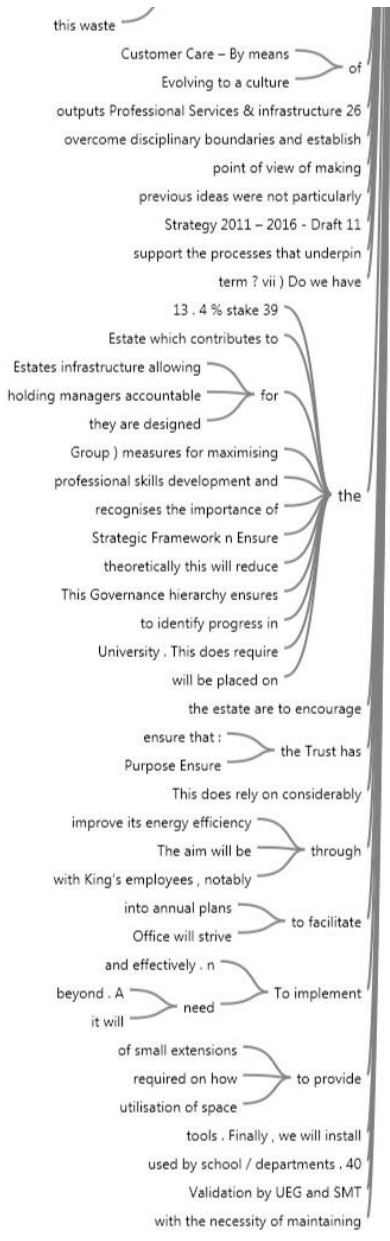 this waste
Customer Care – By means
of
Evolving to a culture
outputs Professional Services & infrastructure 26
overcome disciplinary boundaries and establish
point of view of making
previous ideas were not particularly
Strategy 2011 – 2016 - Draft 11
support the processes that underpin
term ? vii ) Do we have
13 . 4 % stake 39
Estate which contributes to
Estates infrastructure allowing
holding managers accountable
for
they are designed
Group ) measures for maximising
professional skills development and
the
recognises the importance of
Strategic Framework n Ensure
theoretically this will reduce
This Governance hierarchy ensures
to identify progress in
University . This does require
will be placed on
the estate are to encourage
ensure that :
the Trust has
Purpose Ensure
This does rely on considerably
improve its energy efficiency
The aim will be
through
with King's employees , notably
into annual plans
to facilitate
Office will strive
and effectively . n
To implement
beyond . A
need
it will
of small extensions
required on how
to provide
utilisation of space
tools . Finally , we will install
used by school / departments . 40
Validation by UEG and SMT
with the necessity of maintaining